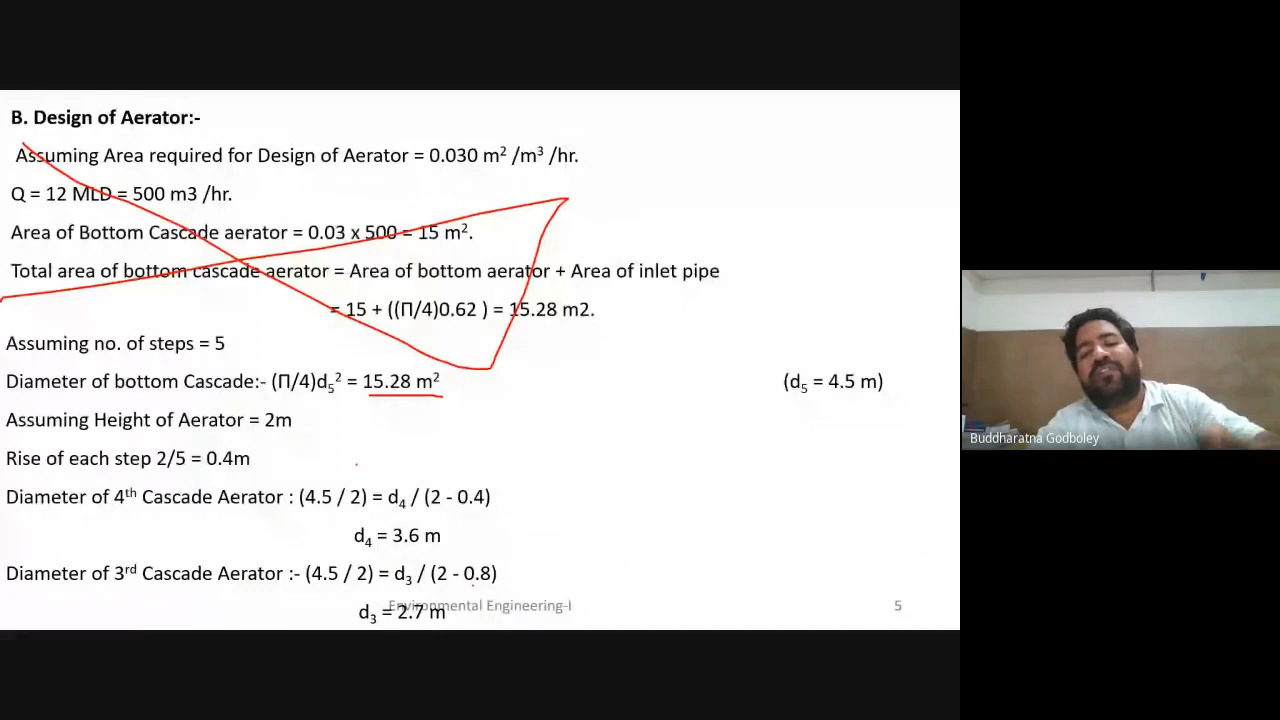 B. Design of Aerator:-
Assuming Area required for Design of Aerator = 0.030 m² /m³ /hr.
Q = 12 MLD = 500 m3 /hr.
Area of Bottom Cascade aerator = 0.03 x 500 = 15 m².
Total area of bottom cascade aerator = Area of bottom aerator + Area of inlet pipe
= 15 + ((Π/4)0.62 ) = 15.28 m2.
Assuming no. of steps = 5
Diameter of bottom Cascade:- (Π/4)d₅² = 15.28 m² (d₅ = 4.5 m)
Assuming Height of Aerator = 2m
Rise of each step 2/5 = 0.4m
Diameter of 4ᵗʰ Cascade Aerator : (4.5 / 2) = d₄ / (2 - 0.4)
d₄ = 3.6 m
Diameter of 3ʳᵈ Cascade Aerator :- (4.5 / 2) = d₃ / (2 - 0.8)
d₃ = 2.7 m
Environmental Engineering-I 5
Buddharatna Godboley